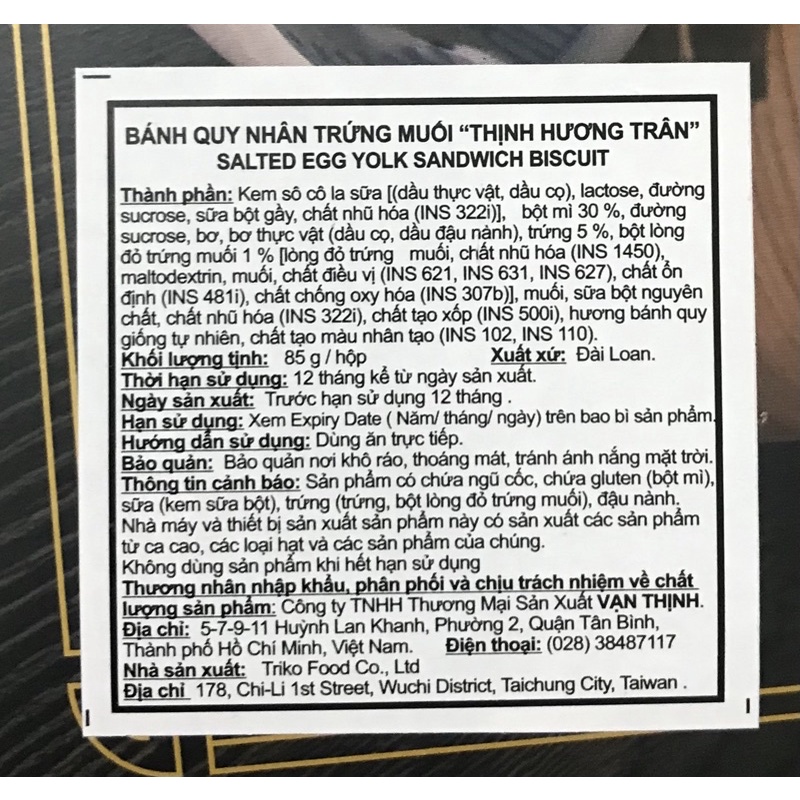 BÁNH QUY NHÂN TRỨNG MUỐI “THỊNH HƯƠNG TRÂN”
SALTED EGG YOLK SANDWICH BISCUIT
Thành phần: Kem sô cô la sữa [(dầu thực vật, dầu cọ), lactose, đường
sucrose, sữa bột gầy, chất nhũ hóa (INS 322i)], bột mì 30 %, đường
sucrose, bơ, bơ thực vật (dầu cọ, dầu đậu nành), trứng 5 %, bột lòng
đỏ trứng muối 1 % [lòng đỏ trứng muối, chất nhũ hóa (INS 1450),
maltodextrin, muối, chất điều vị (INS 621, INS 631, INS 627), chất ổn
định (INS 481i), chất chống oxy hóa (INS 307b)], muối, sữa bột nguyên
chất, chất nhũ hóa (INS 322i), chất tạo xốp (INS 500i), hương bánh quy
giống tự nhiên, chất tạo màu nhân tạo (INS 102, INS 110).
Khối lượng tịnh: 85 g / hộp Xuất xứ: Đài Loan.
Thời hạn sử dụng: 12 tháng kể từ ngày sản xuất.
Ngày sản xuất: Trước hạn sử dụng 12 tháng .
Hạn sử dụng: Xem Expiry Date ( Năm/ tháng/ ngày) trên bao bì sản phẩm.
Hướng dẫn sử dụng: Dùng ăn trực tiếp.
Bảo quản: Bảo quản nơi khô ráo, thoáng mát, tránh ánh nắng mặt trời.
Thông tin cảnh báo: Sản phẩm có chứa ngũ cốc, chứa gluten (bột mì),
sữa (kem sữa bột), trứng (trứng, bột lòng đỏ trứng muối), đậu nành.
Nhà máy và thiết bị sản xuất sản phẩm này có sản xuất các sản phẩm
từ ca cao, các loại hạt và các sản phẩm của chúng.
Không dùng sản phẩm khi hết hạn sử dụng
Thương nhân nhập khẩu, phân phối và chịu trách nhiệm về chất
lượng sản phẩm: Công ty TNHH Thương Mại Sản Xuất VẠN THỊNH.
Địa chỉ: 5-7-9-11 Huỳnh Lan Khanh, Phường 2, Quận Tân Bình,
Thành phố Hồ Chí Minh, Việt Nam. Điện thoại: (028) 38487117
Nhà sản xuất: Triko Food Co., Ltd
Địa chỉ 178, Chi-Li 1st Street, Wuchi District, Taichung City, Taiwan .